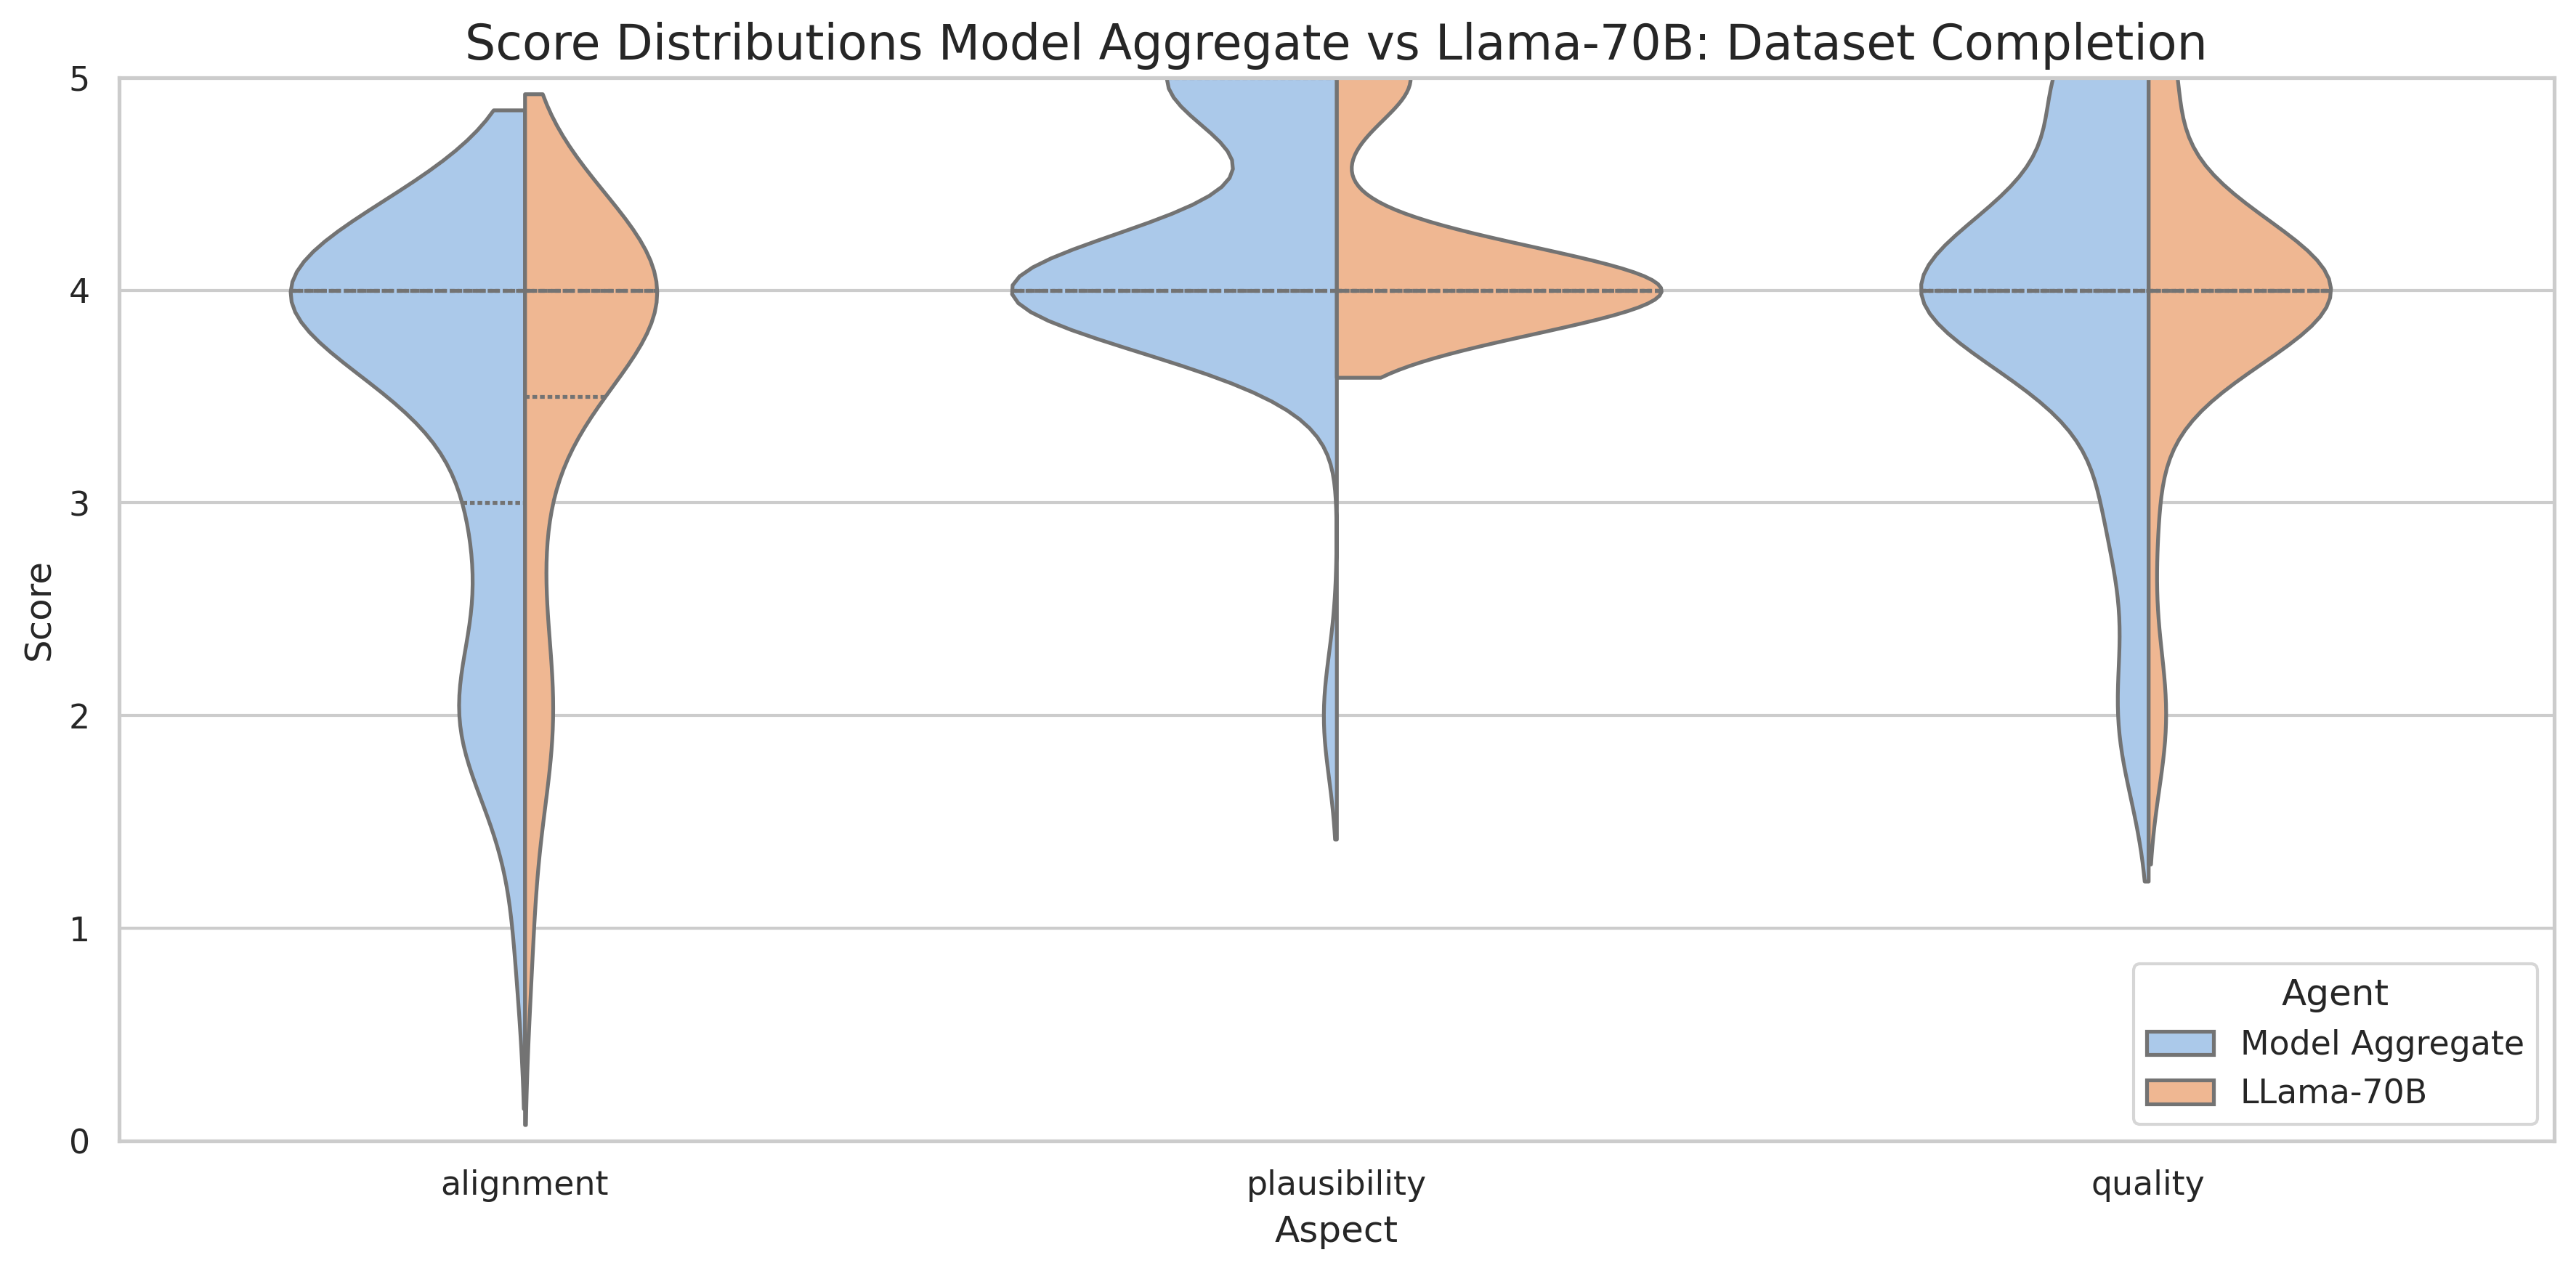 Score Distributions Model Aggregate vs Llama-70B: Dataset Completion
5
4
3
2
1
0
Score
alignment
plausibility
quality
Aspect
Agent
Model Aggregate
LLama-70B